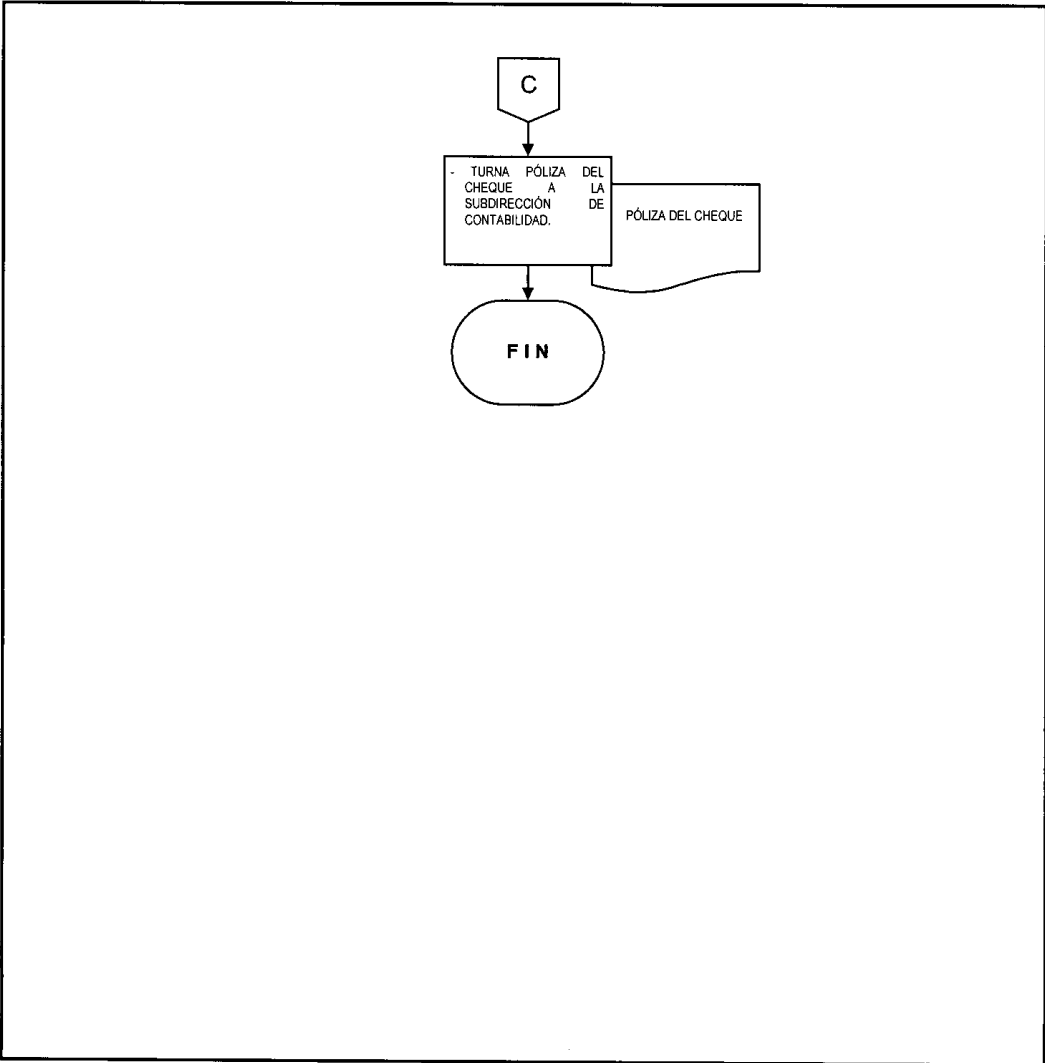 C
- TURNA PÓLIZA DEL
CHEQUE A LA
SUBDIRECCIÓN DE
CONTABILIDAD.
PÓLIZA DEL CHEQUE
FIN